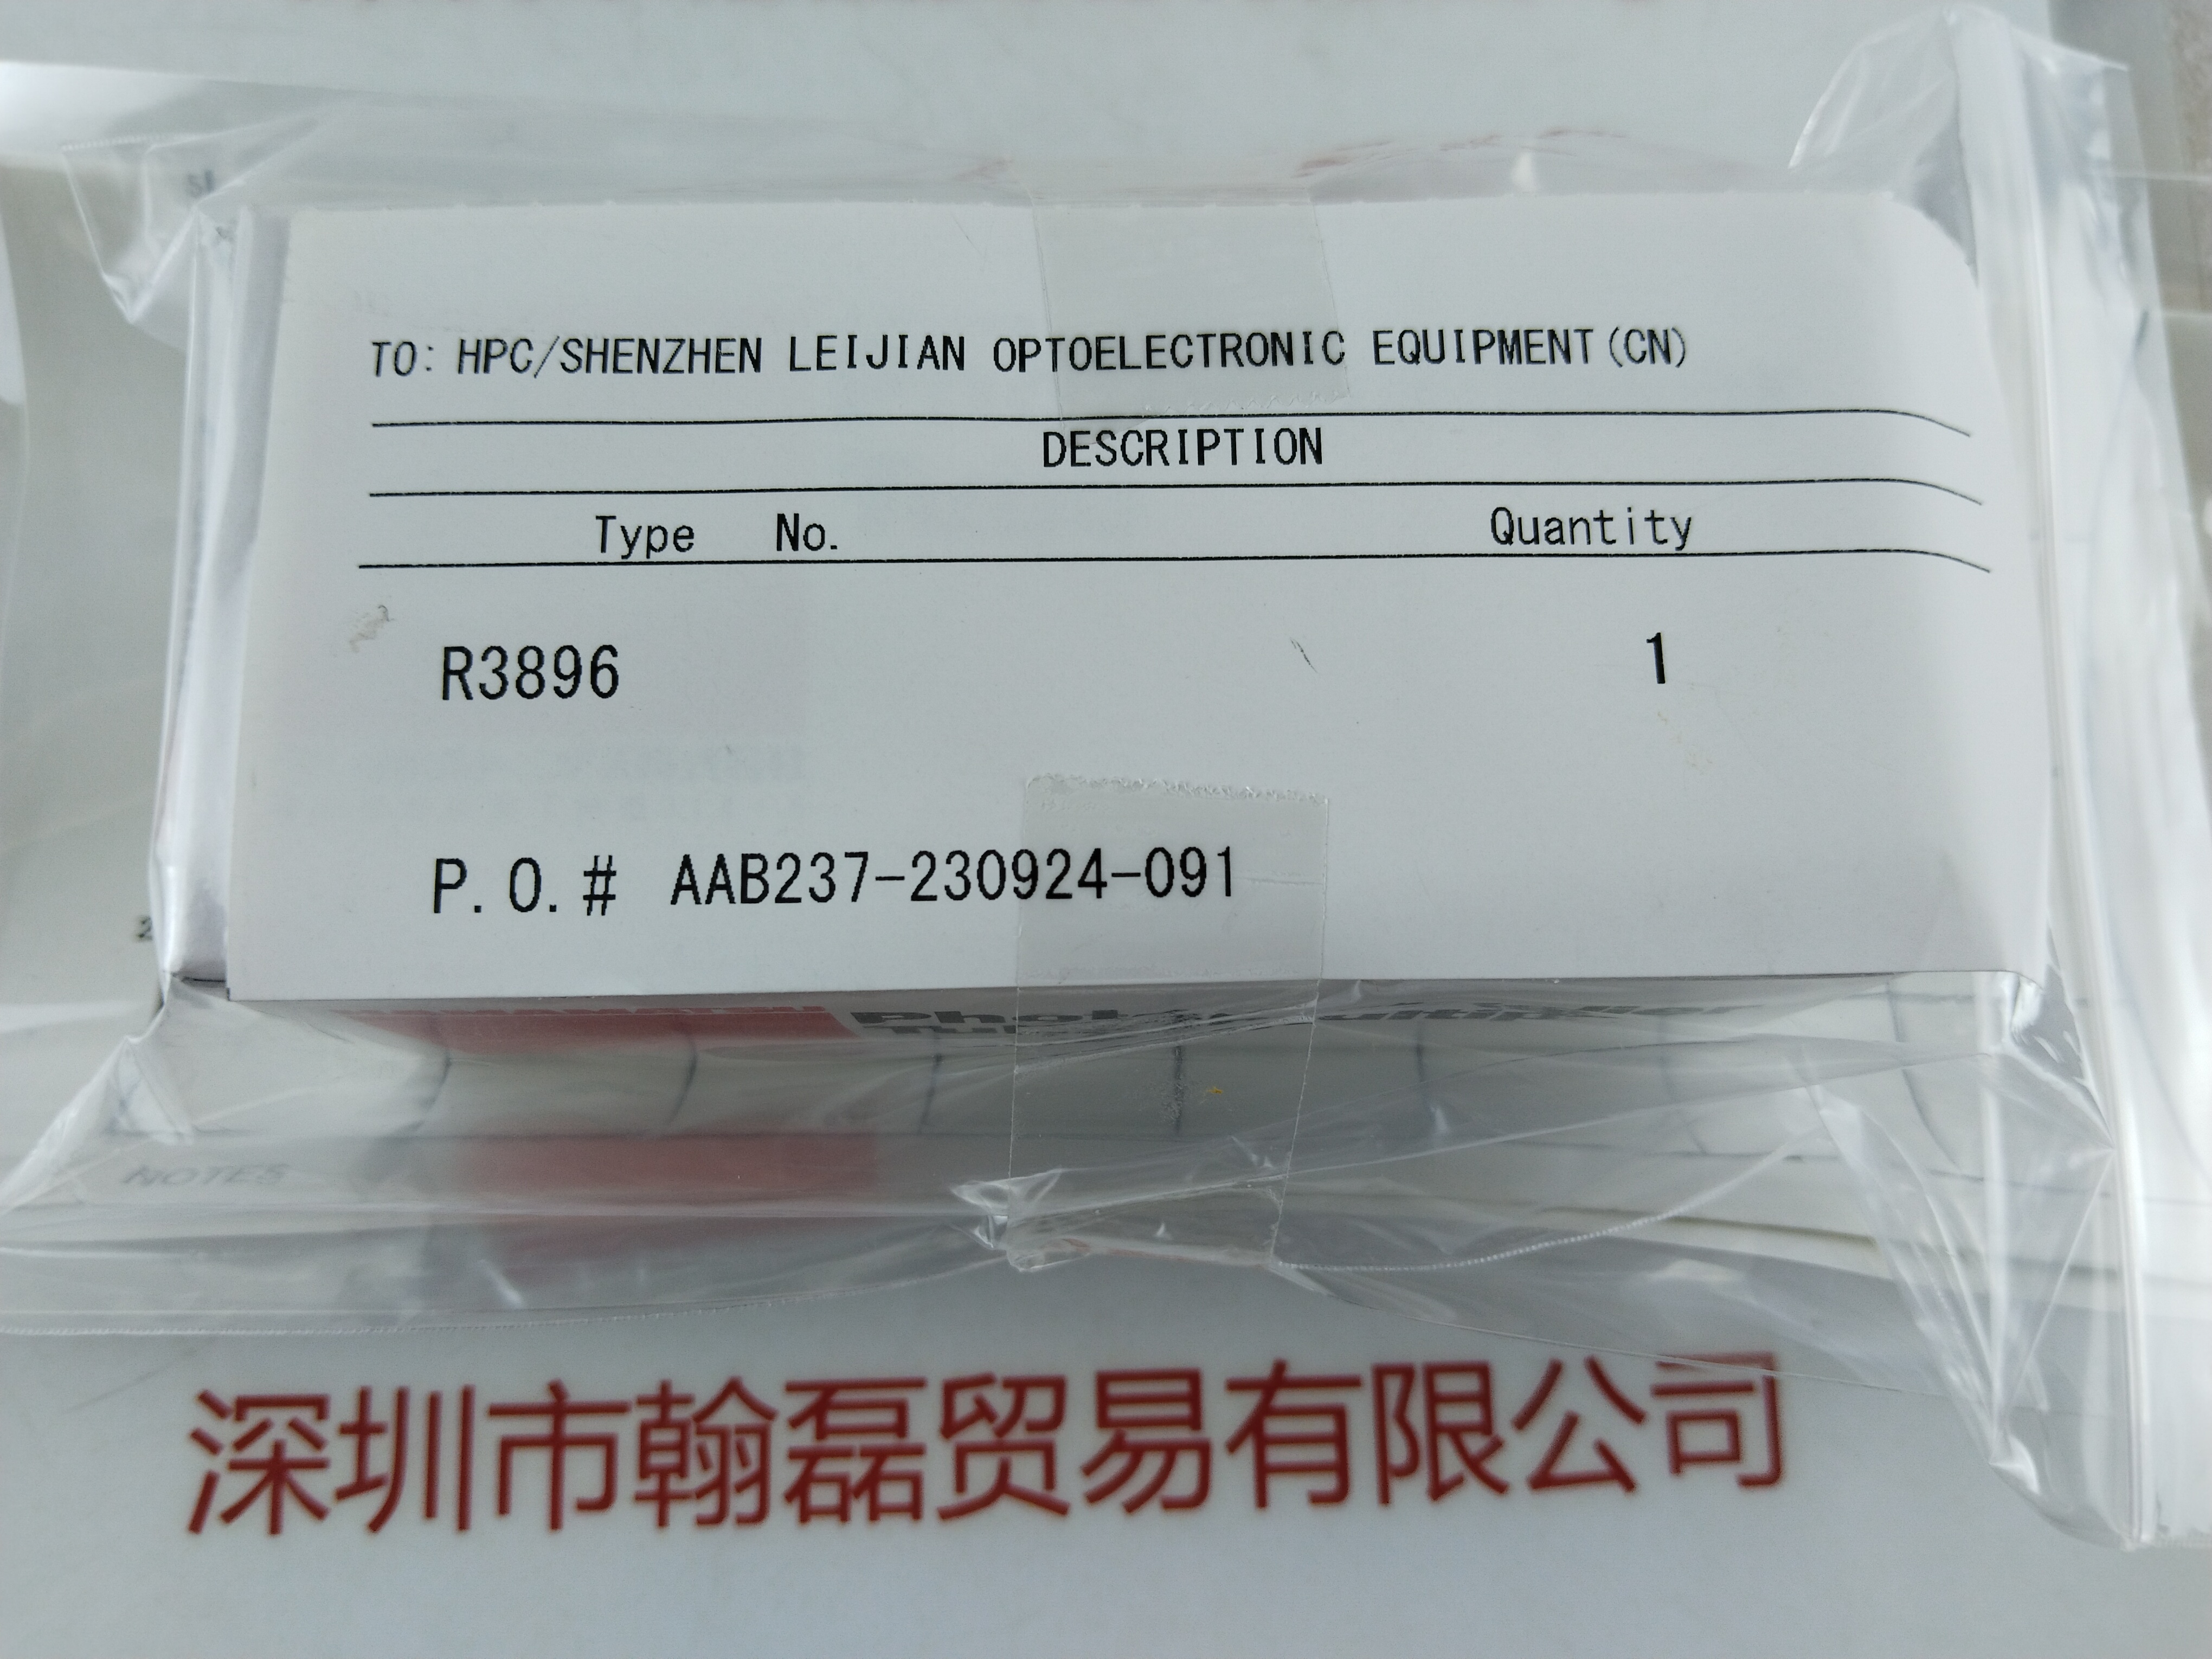 TO: HPC/SHENZHEN LEIJIAN OPTOELECTRONIC EQUIPMENT(CN)
DESCRIPTION
Type No. Quantity
R3896 1
P.O.# AAB237-230924-091
NOTES
深圳市翰磊贸易有限公司